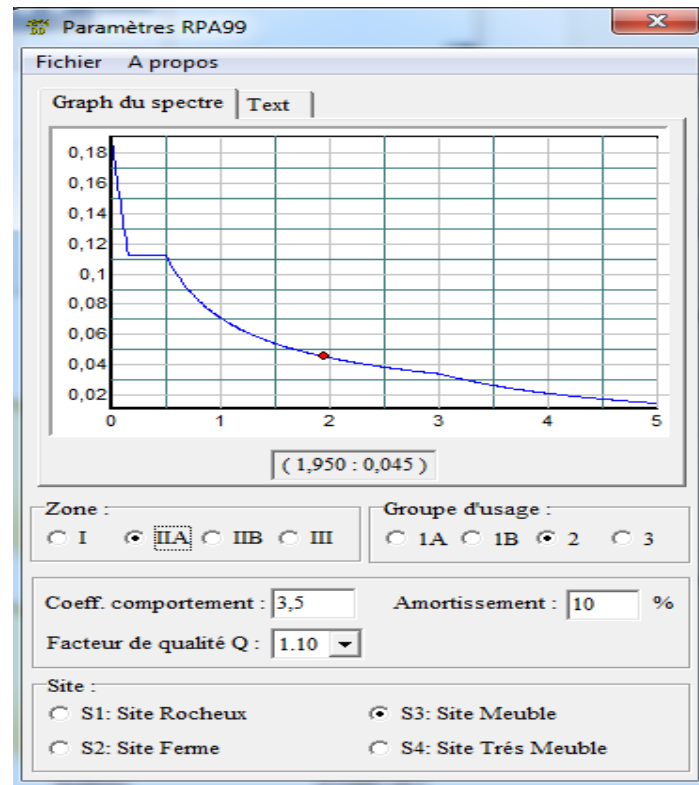 Paramètres RPA99
Fichier A propos
Graph du spectre Text
0,18
0,16
0,14
0,12
0,1
0,08
0,06
0,04
0,02
0 1 2 3 4 5
( 1,950 : 0,045 )
Zone : Groupe d'usage :
I IIA IIB III 1A 1B 2 3
Coeff. comportement : 3,5 Amortissement : 10 %
Facteur de qualité Q : 1.10
Site :
S1: Site Rocheux S3: Site Meuble
S2: Site Ferme S4: Site Trés Meuble